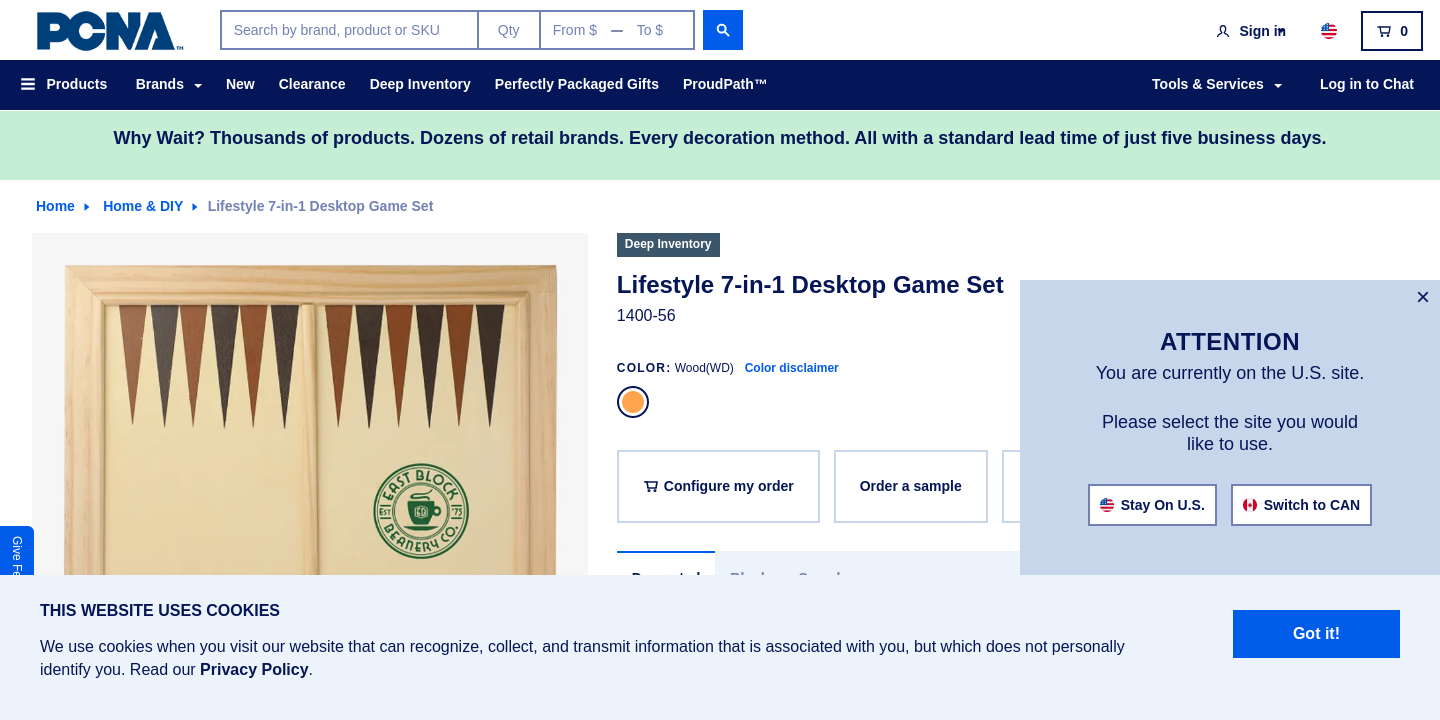 PCNA™
Search by brand, product or SKU
Qty
From $ — To $
Sign in
0
Products
Brands
New
Clearance
Deep Inventory
Perfectly Packaged Gifts
ProudPath™
Tools & Services
Log in to Chat
Why Wait? Thousands of products. Dozens of retail brands. Every decoration method. All with a standard lead time of just five business days.
Home
Home & DIY
Lifestyle 7-in-1 Desktop Game Set
Deep Inventory
Lifestyle 7-in-1 Desktop Game Set
1400-56
COLOR: Wood(WD) Color disclaimer
Configure my order
Order a sample
EAST BLOCK
EST
75
BEANERY CO.
×
ATTENTION
You are currently on the U.S. site.
Please select the site you would
like to use.
Stay On U.S.
Switch to CAN
Give Fe
THIS WEBSITE USES COOKIES
We use cookies when you visit our website that can recognize, collect, and transmit information that is associated with you, but which does not personally
identify you. Read our Privacy Policy.
Got it!